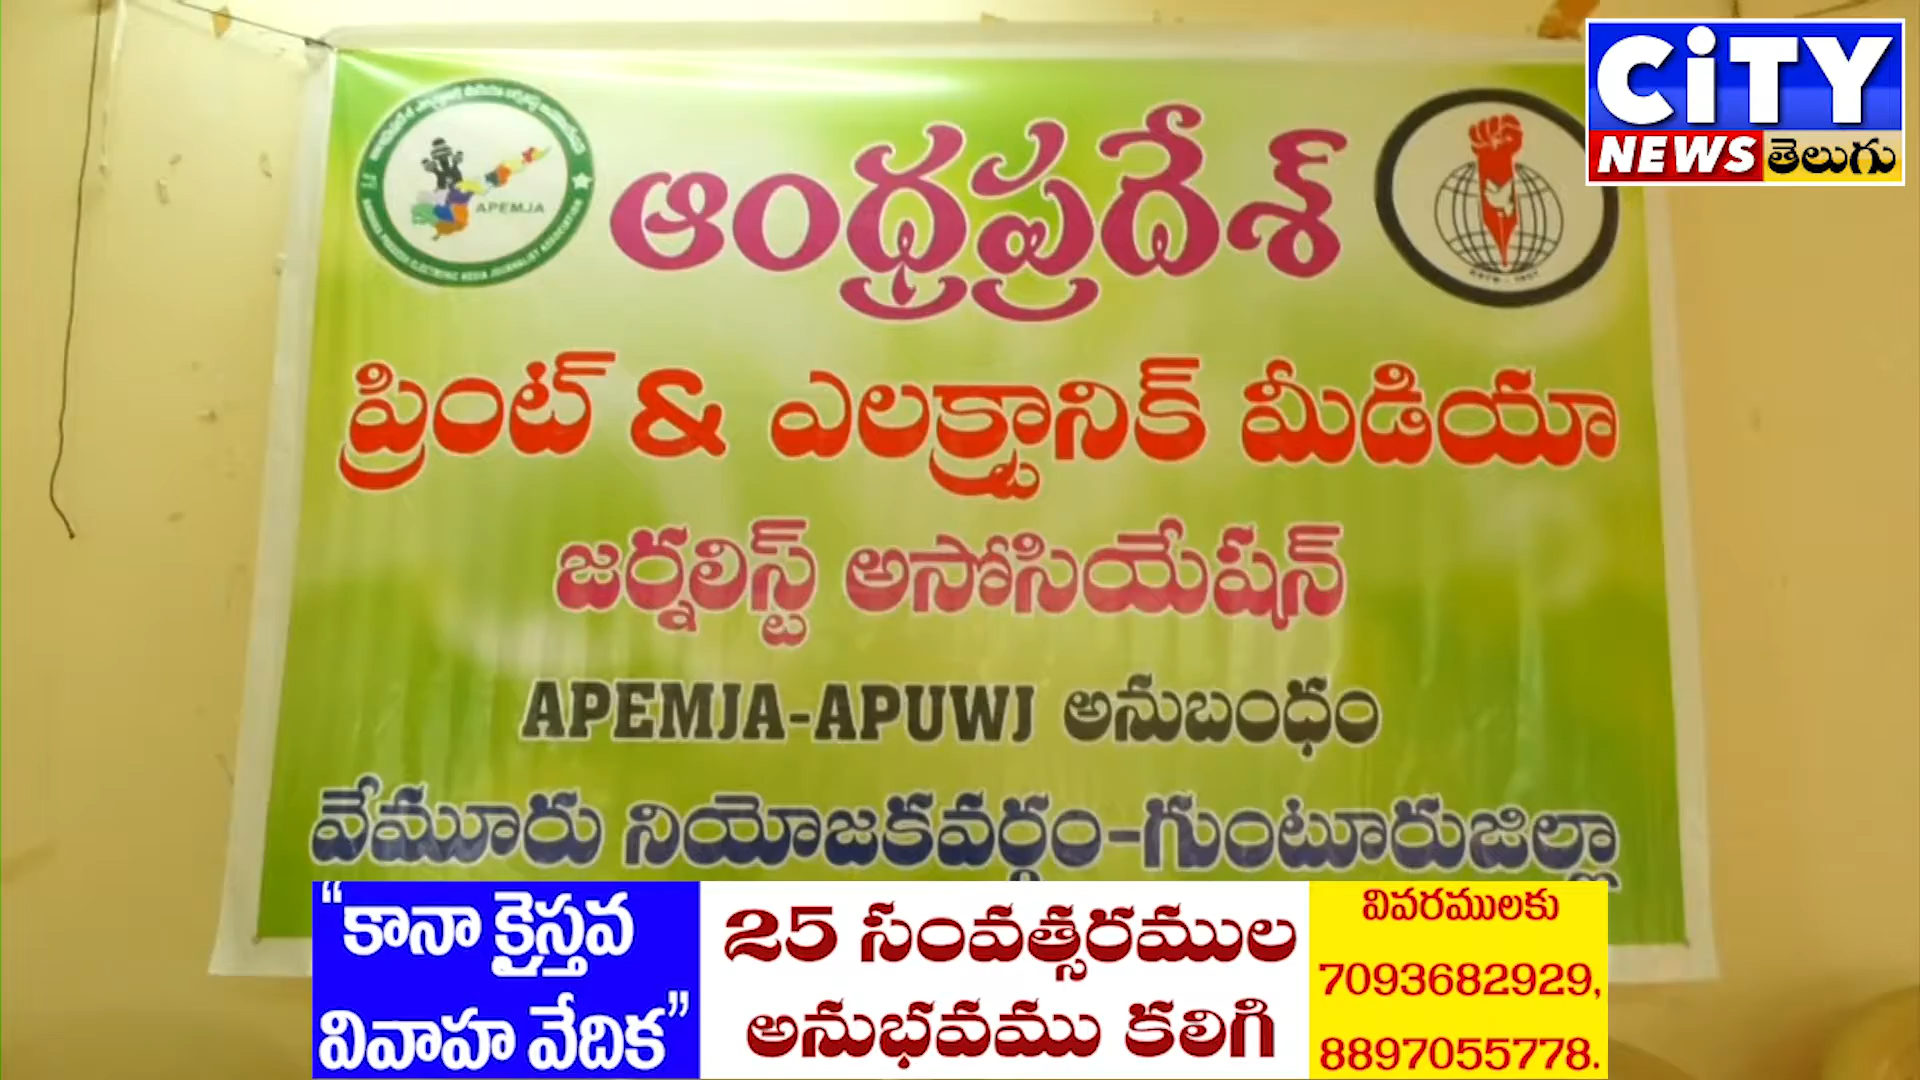 CiTY
NEWS తెలుగు
APEMJA
ఆంధ్రప్రదేశ్
ప్రింట్ & ఎలక్ట్రానిక్ మీడియా
జర్నలిస్ట్ అసోసియేషన్
APEMJA-APUWJ అనుబంధం
వేమూరు నియోజకవర్గం-గుంటూరుజిల్లా
"కానా క్రైస్తవ
వివాహ వేదిక"
25 సంవత్సరముల
అనుభవము కలిగి
వివరములకు
7093682929,
8897055778.